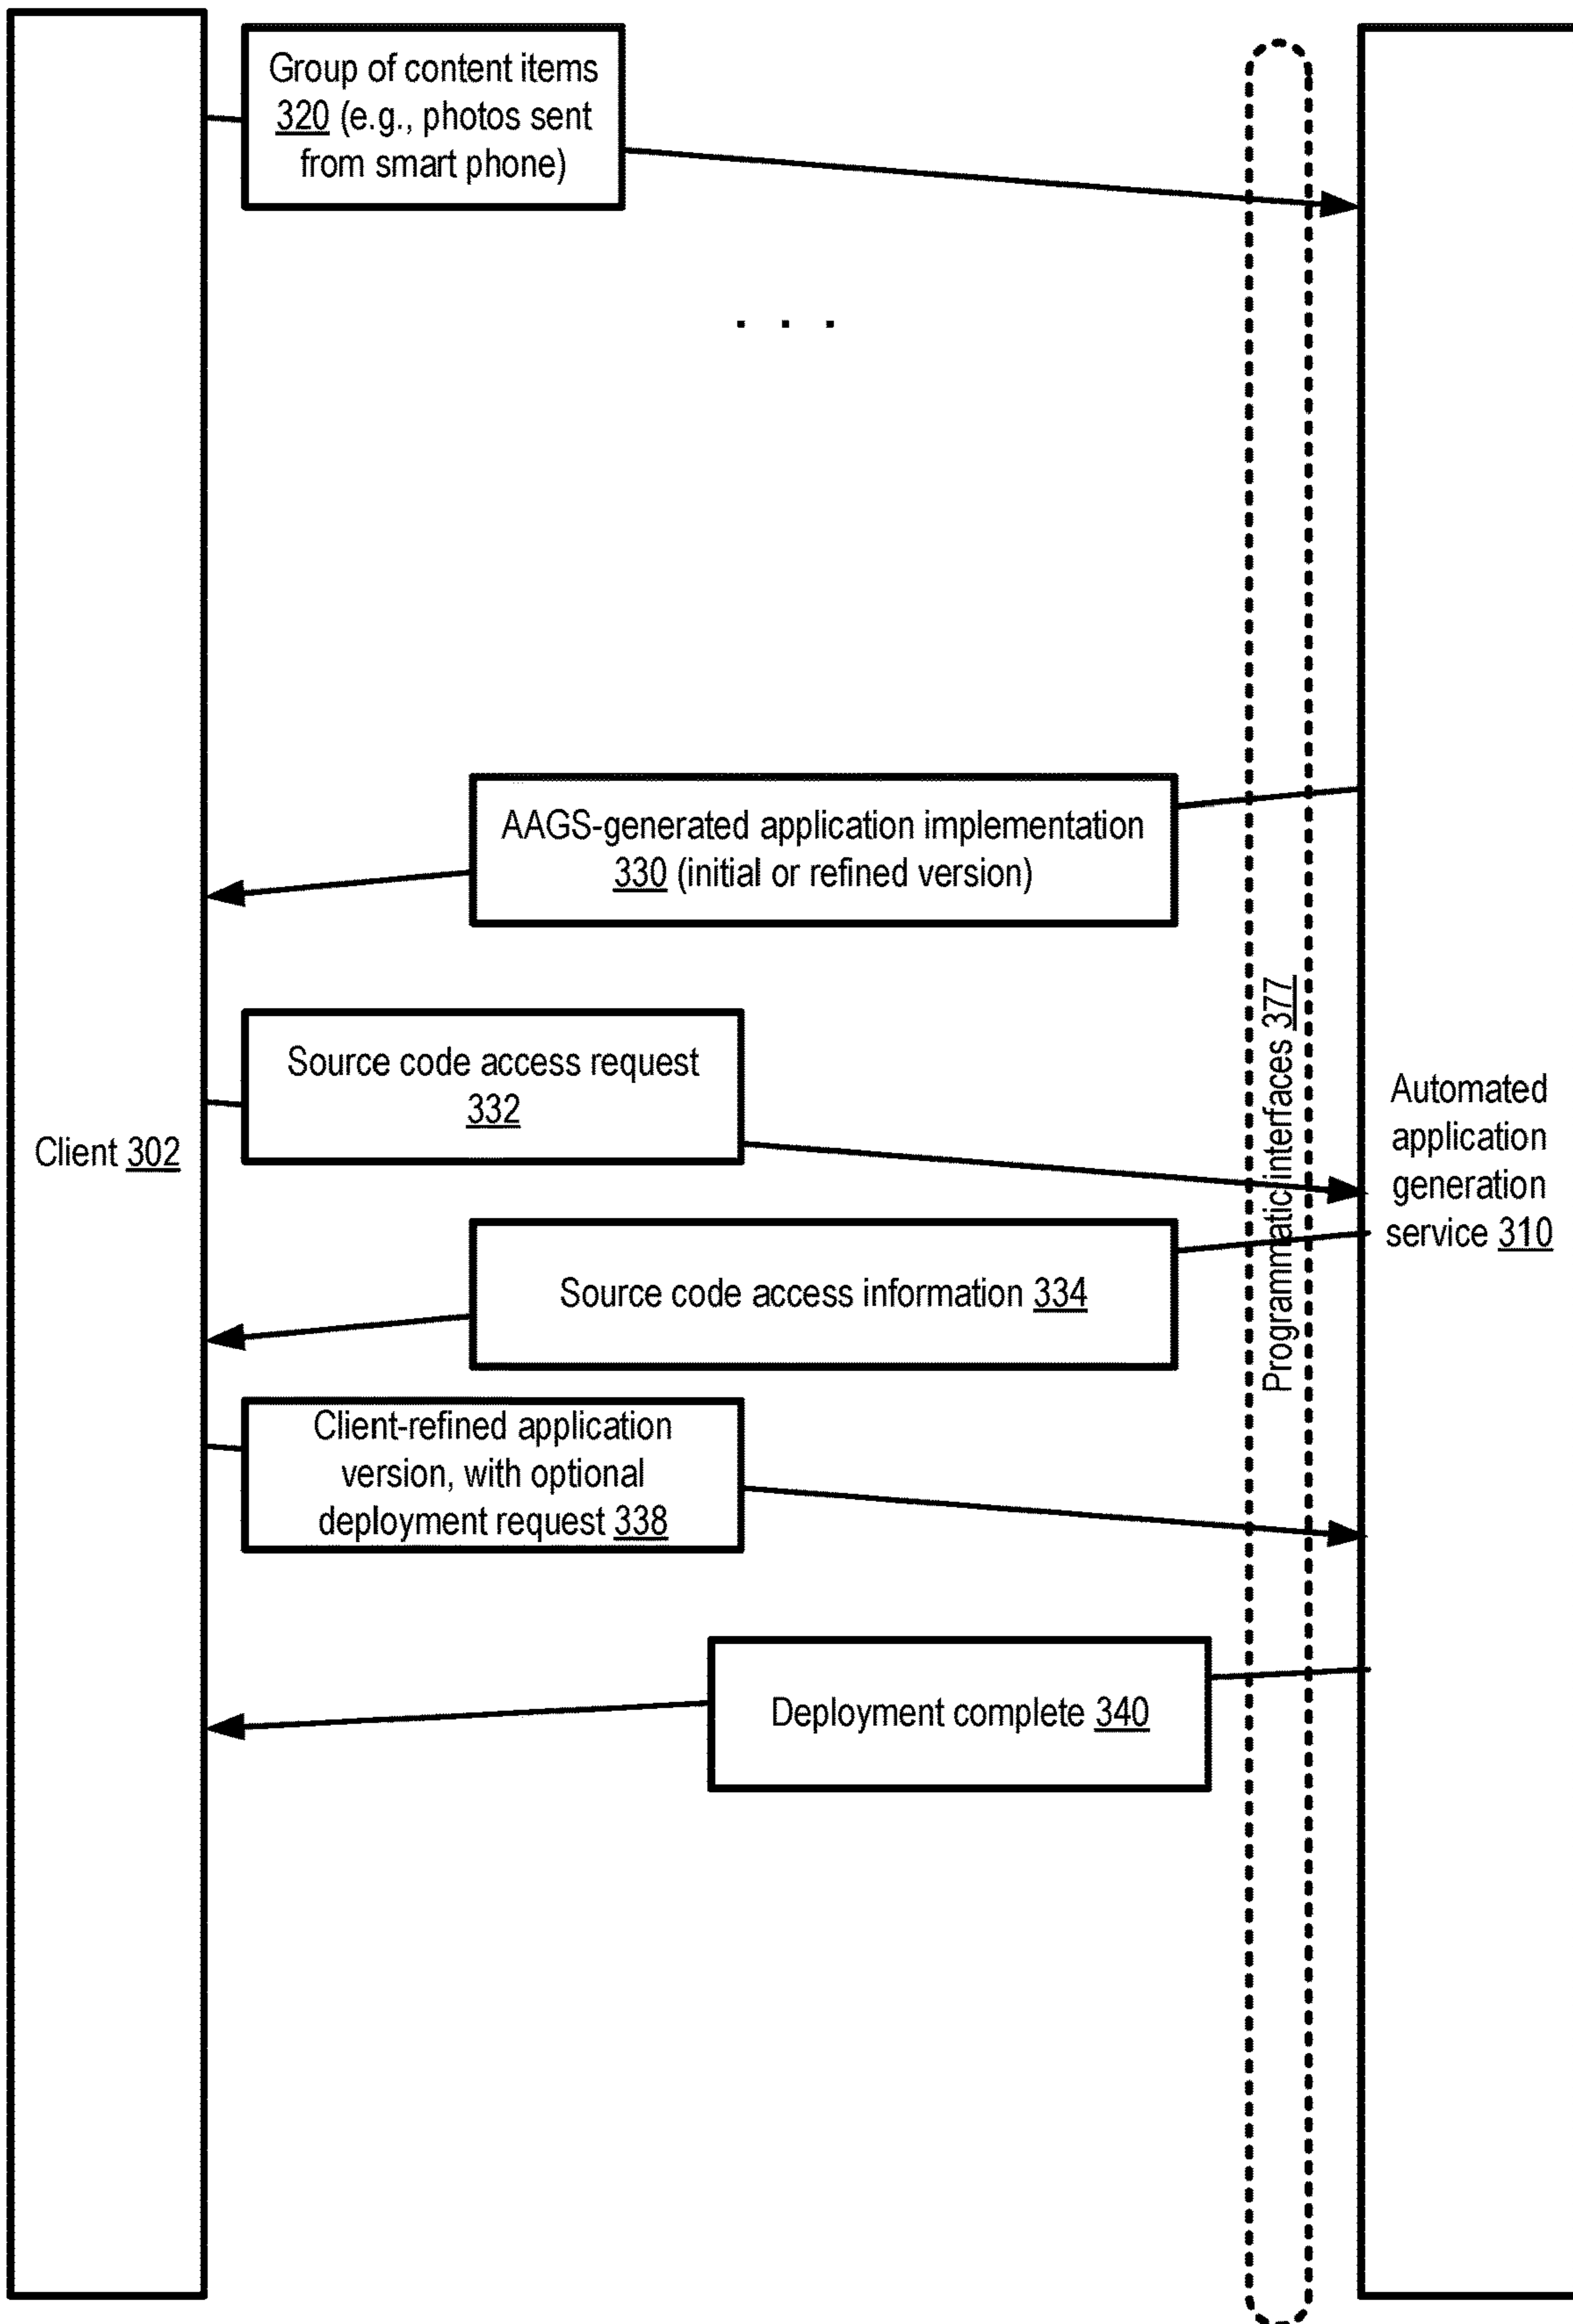 Group of content items
320 (e.g., photos sent
from smart phone)
. . .
AAGS-generated application implementation
330 (initial or refined version)
Source code access request
332
Client 302
Programmatic interfaces 377
Automated
application
generation
service 310
Source code access information 334
Client-refined application
version, with optional
deployment request 338
Deployment complete 340